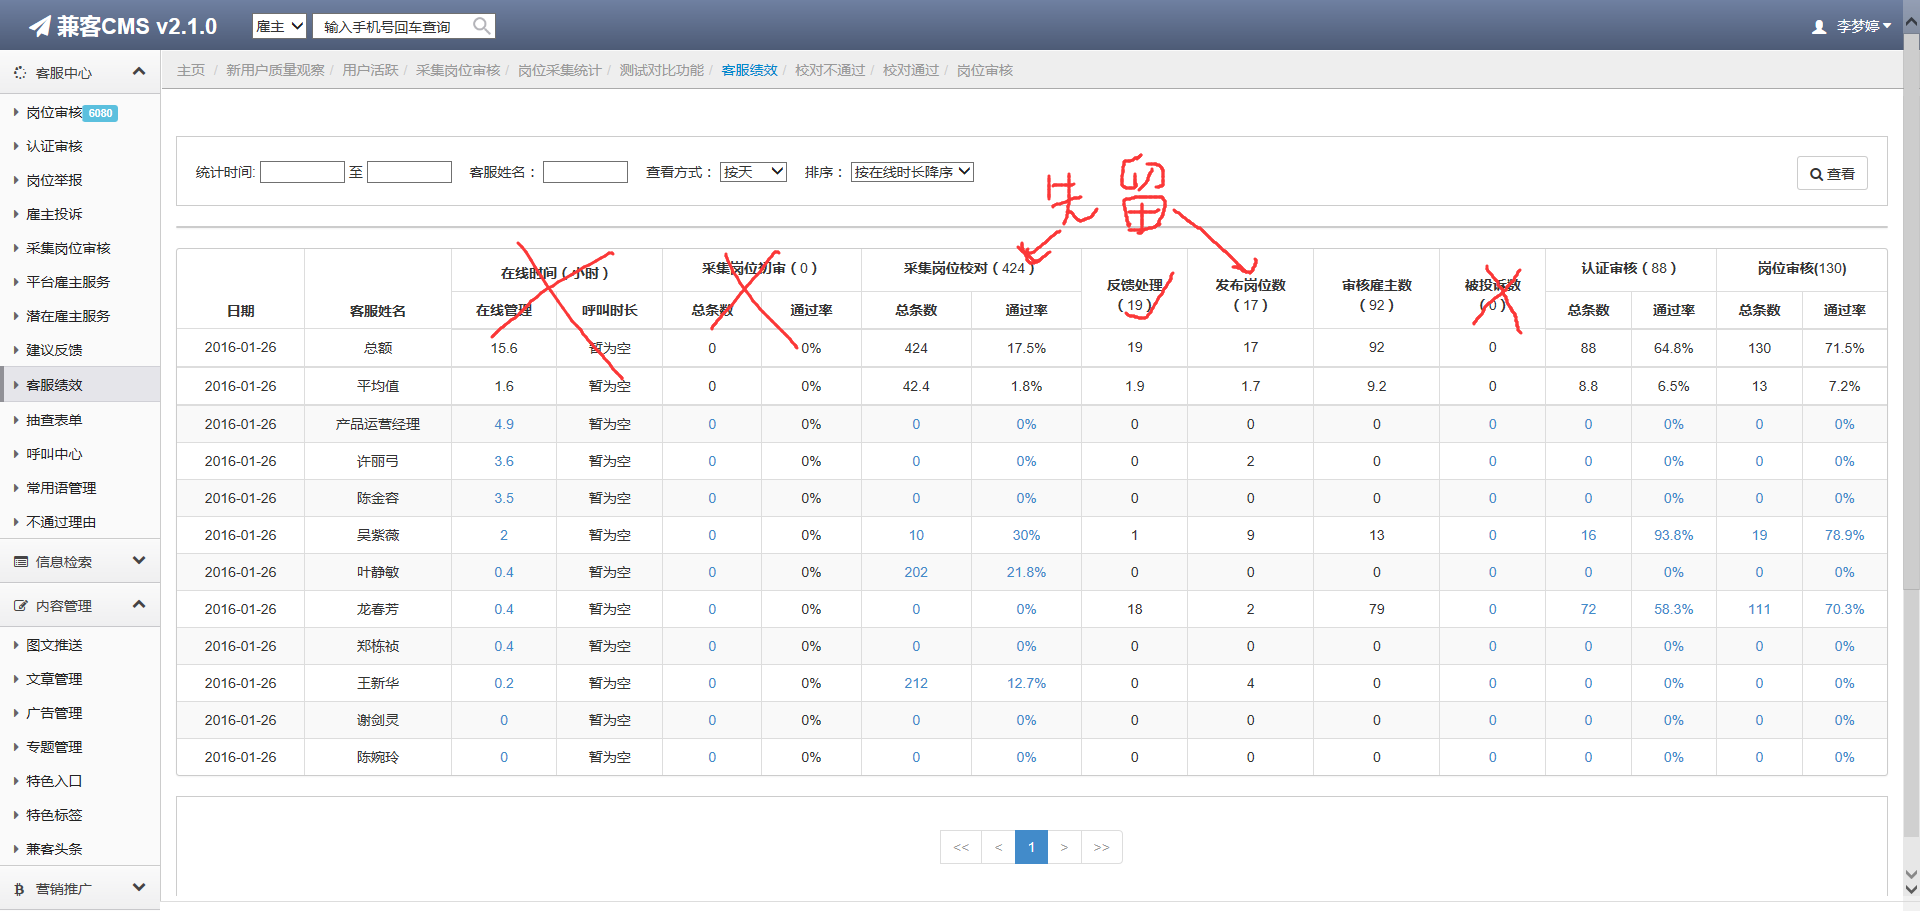 兼客CMS v2.1.0 雇主 输入手机号回车查询 李梦婷
客服中心
岗位审核 6080
认证审核
岗位举报
雇主投诉
采集岗位审核
平台雇主服务
潜在雇主服务
建议反馈
客服绩效
抽查表单
呼叫中心
常用语管理
不通过理由
信息检索
内容管理
图文推送
文章管理
广告管理
专题管理
特色入口
特色标签
兼客头条
营销推广
主页 / 新用户质量观察 / 用户活跃 / 采集岗位审核 / 岗位采集统计 / 测试对比功能 / 客服绩效 / 校对不通过 / 校对通过 / 岗位审核
统计时间: 至 客服姓名： 查看方式： 按天 排序： 按在线时长降序 查看
先留
日期 客服姓名 在线时间（小时） 采集岗位初审（0） 采集岗位校对（424） 反馈处理（19） 发布岗位数（17） 审核雇主数（92） 被投诉数（0） 认证审核（88） 岗位审核(130)
在线管理 呼叫时长 总条数 通过率 总条数 通过率 总条数 通过率 总条数 通过率
2016-01-26 总额 15.6 暂为空 0 0% 424 17.5% 19 17 92 0 88 64.8% 130 71.5%
2016-01-26 平均值 1.6 暂为空 0 0% 42.4 1.8% 1.9 1.7 9.2 0 8.8 6.5% 13 7.2%
2016-01-26 产品运营经理 4.9 暂为空 0 0% 0 0% 0 0 0 0 0 0% 0 0%
2016-01-26 许丽弓 3.6 暂为空 0 0% 0 0% 0 2 0 0 0 0% 0 0%
2016-01-26 陈金容 3.5 暂为空 0 0% 0 0% 0 0 0 0 0 0% 0 0%
2016-01-26 吴紫薇 2 暂为空 0 0% 10 30% 1 9 13 0 16 93.8% 19 78.9%
2016-01-26 叶静敏 0.4 暂为空 0 0% 202 21.8% 0 0 0 0 0 0% 0 0%
2016-01-26 龙春芳 0.4 暂为空 0 0% 0 0% 18 2 79 0 72 58.3% 111 70.3%
2016-01-26 郑栋祯 0.4 暂为空 0 0% 0 0% 0 0 0 0 0 0% 0 0%
2016-01-26 王新华 0.2 暂为空 0 0% 212 12.7% 0 4 0 0 0 0% 0 0%
2016-01-26 谢剑灵 0 暂为空 0 0% 0 0% 0 0 0 0 0 0% 0 0%
2016-01-26 陈婉玲 0 暂为空 0 0% 0 0% 0 0 0 0 0 0% 0 0%
<< < 1 > >>